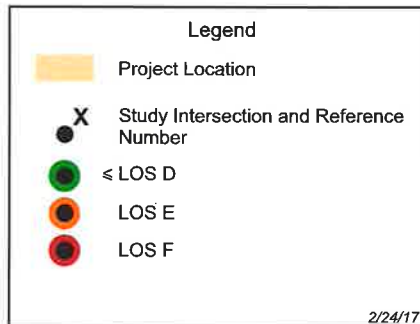 Legend
Project Location
X
Study Intersection and Reference
Number
≤ LOS D
LOS E
LOS F
2/24/17